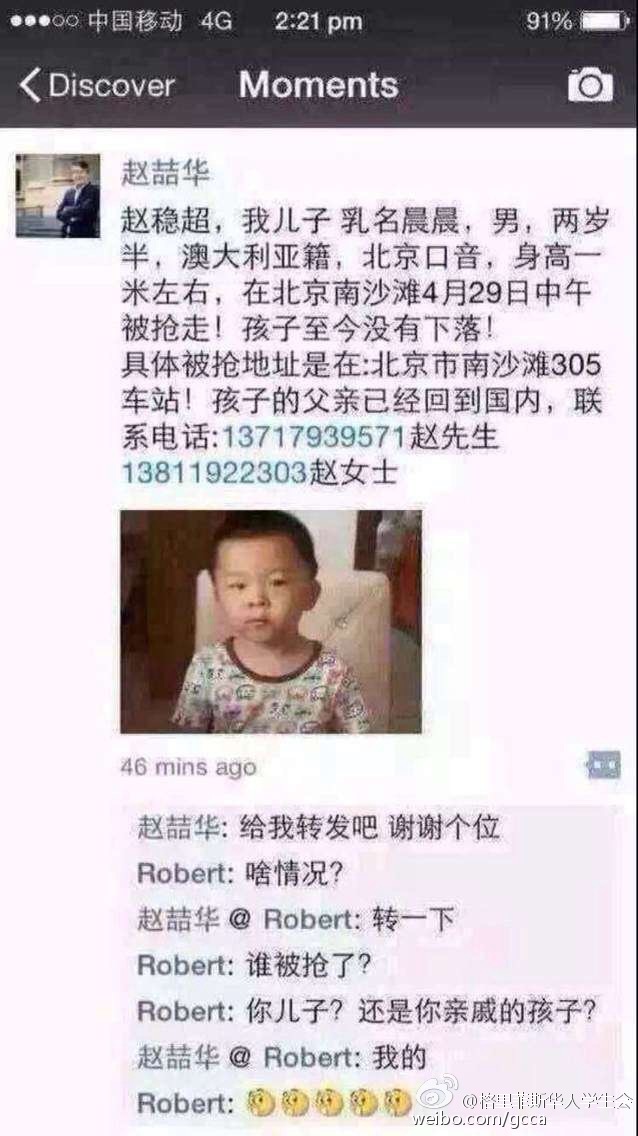 中国移动 4G 2:21 pm 91%
Discover Moments
赵喆华
赵稳超，我儿子 乳名晨晨，男，两岁
半，澳大利亚籍，北京口音，身高一
米左右，在北京南沙滩4月29日中午
被抢走！孩子至今没有下落！
具体被抢地址是在:北京市南沙滩305
车站！孩子的父亲已经回到国内，联
系电话:13717939571赵先生
13811922303赵女士
46 mins ago
赵喆华: 给我转发吧 谢谢个位
Robert: 啥情况？
赵喆华 @ Robert: 转一下
Robert: 谁被抢了？
Robert: 你儿子？还是你亲戚的孩子？
赵喆华 @ Robert: 我的
Robert:
@格里菲斯华人学生会
weibo.com/gcca